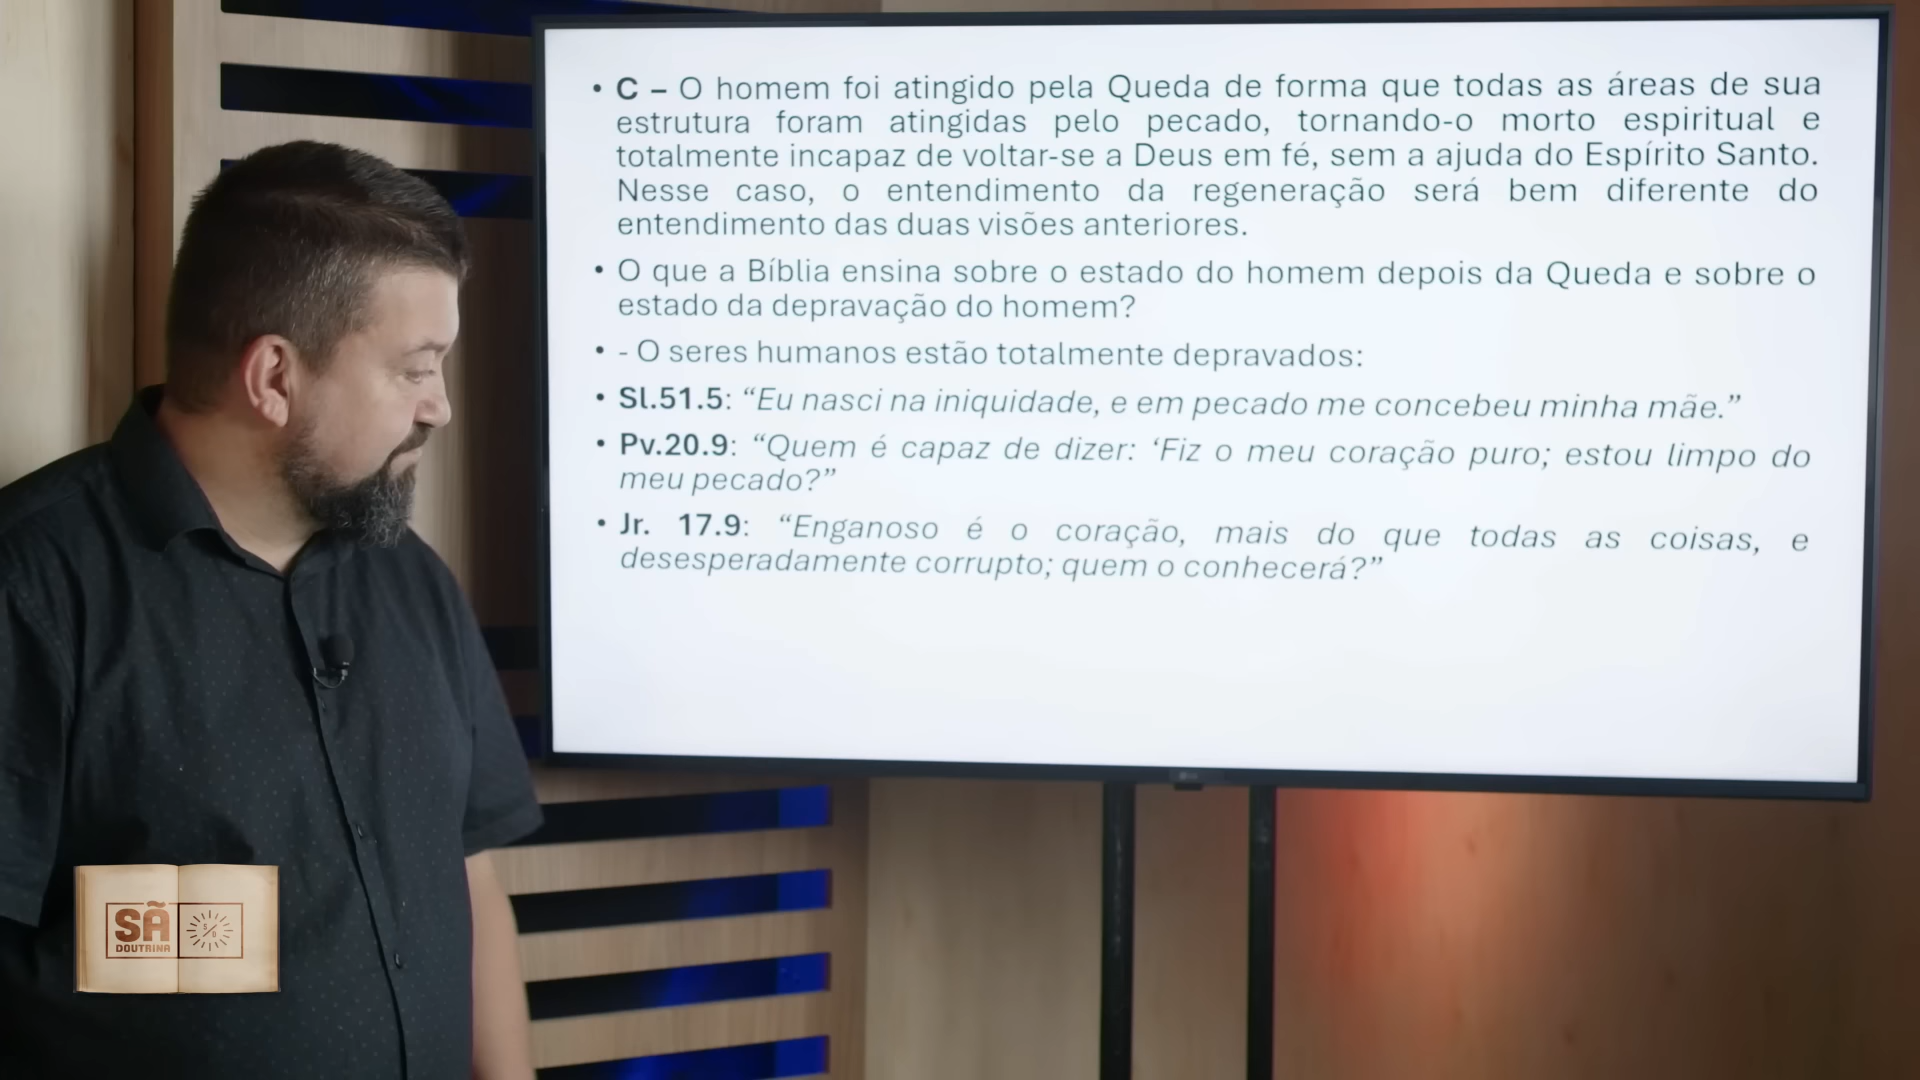 • C – O homem foi atingido pela Queda de forma que todas as áreas de sua
estrutura foram atingidas pelo pecado, tornando-o morto espiritual e
totalmente incapaz de voltar-se a Deus em fé, sem a ajuda do Espírito Santo.
Nesse caso, o entendimento da regeneração será bem diferente do
entendimento das duas visões anteriores.
• O que a Bíblia ensina sobre o estado do homem depois da Queda e sobre o
estado da depravação do homem?
• - O seres humanos estão totalmente depravados:
• Sl.51.5: “Eu nasci na iniquidade, e em pecado me concebeu minha mãe.”
• Pv.20.9: “Quem é capaz de dizer: ‘Fiz o meu coração puro; estou limpo do
meu pecado?”
• Jr. 17.9: “Enganoso é o coração, mais do que todas as coisas, e
desesperadamente corrupto; quem o conhecerá?”
SÃ
DOUTRINA
S/D